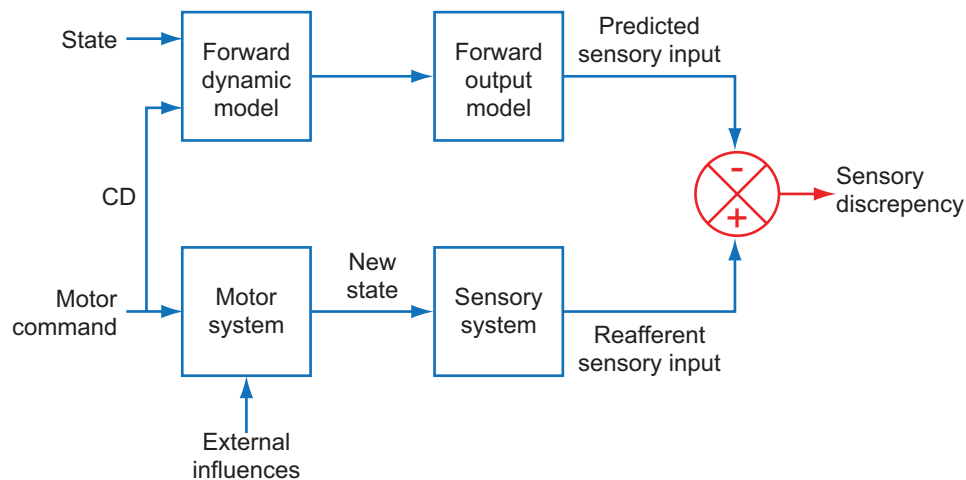 State
Forward
dynamic
model
Forward
output
model
Predicted
sensory input
-
+
Sensory
discrepency
CD
Motor
command
Motor
system
New
state
Sensory
system
Reafferent
sensory input
External
influences